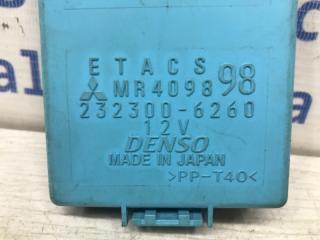 ETACS
MR409898
232300-6260
12V
DENSO
MADE IN JAPAN
>PP-T40<